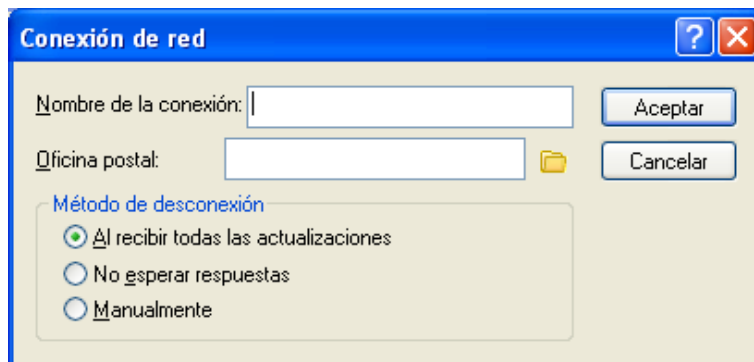 Conexión de red
Nombre de la conexión:
Aceptar
Oficina postal:
Cancelar
Método de desconexión
Al recibir todas las actualizaciones
No esperar respuestas
Manualmente